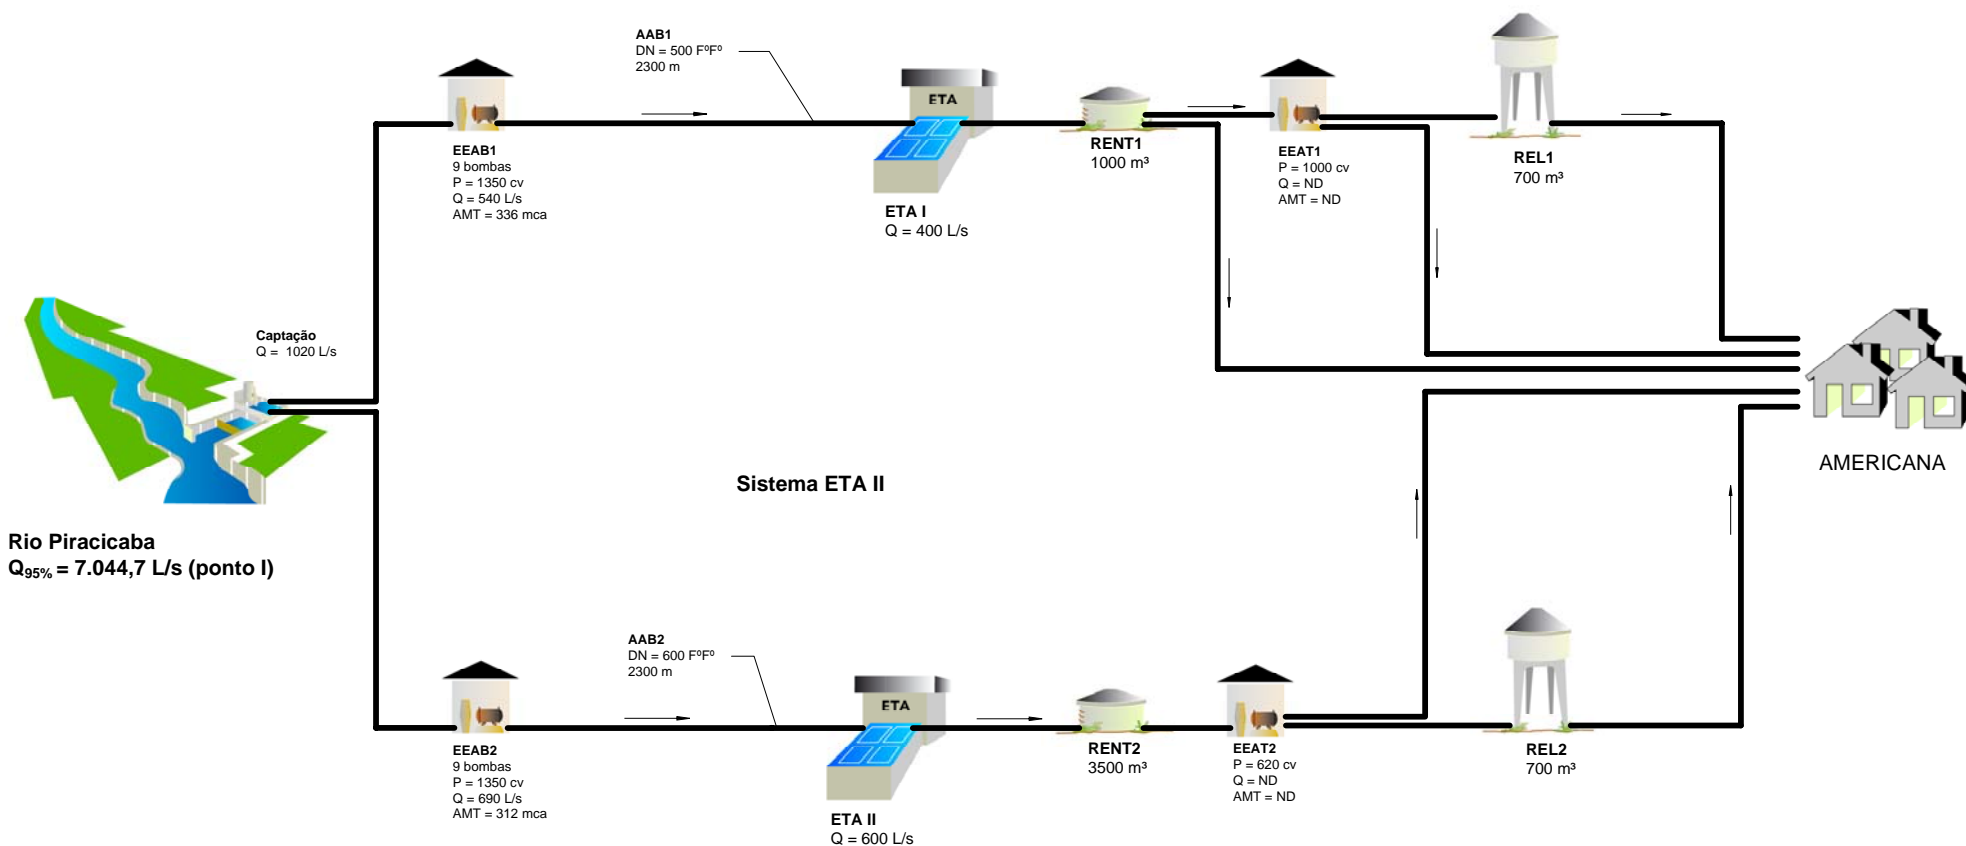 AAB1
DN = 500 FºFº
2300 m
ETA
EEAB1
9 bombas
P = 1350 cv
Q = 540 L/s
AMT = 336 mca
ETA I
Q = 400 L/s
RENT1
1000 m³
EEAT1
P = 1000 cv
Q = ND
AMT = ND
REL1
700 m³
Captação
Q = 1020 L/s
Rio Piracicaba
Q95% = 7.044,7 L/s (ponto I)
Sistema ETA II
AMERICANA
AAB2
DN = 600 FºFº
2300 m
ETA
EEAB2
9 bombas
P = 1350 cv
Q = 690 L/s
AMT = 312 mca
ETA II
Q = 600 L/s
RENT2
3500 m³
EEAT2
P = 620 cv
Q = ND
AMT = ND
REL2
700 m³